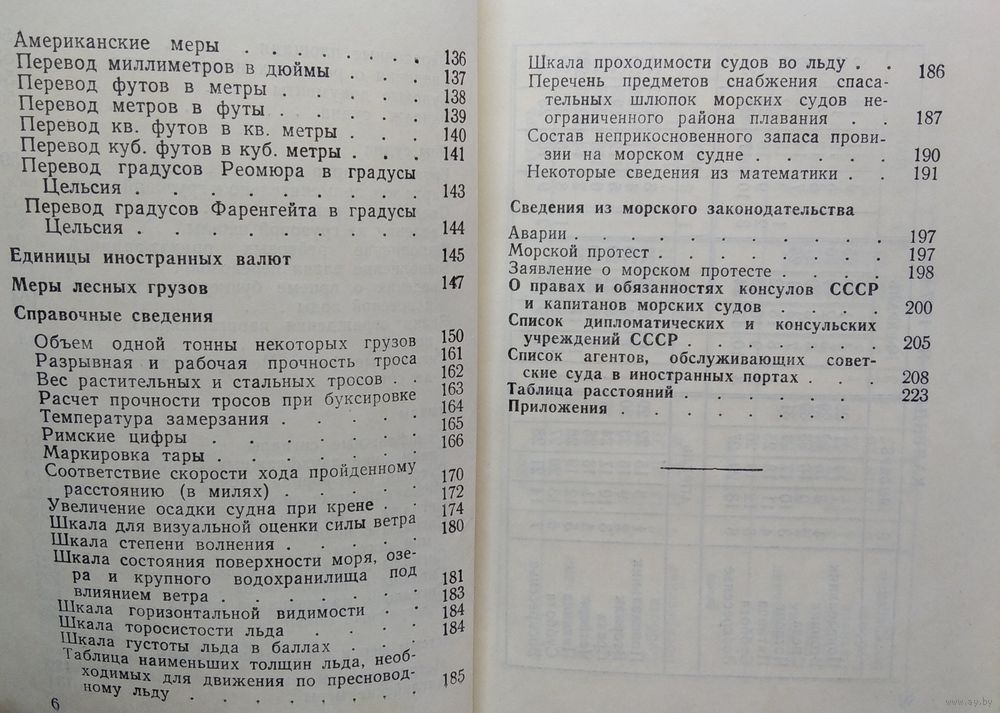 Американские меры . . . . . . . 136
Перевод миллиметров в дюймы . . . 137
Перевод футов в метры . . . . . 138
Перевод метров в футы . . . . . 139
Перевод кв. футов в кв. метры . . . 140
Перевод куб. футов в куб. метры . . . 141
Перевод градусов Реомюра в градусы
Цельсия . . . . . . . . . 143
Перевод градусов Фаренгейта в градусы
Цельсия . . . . . . . . . 144
Единицы иностранных валют 145
Меры лесных грузов 147
Справочные сведения
Объем одной тонны некоторых грузов 150
Разрывная и рабочая прочность троса 161
Вес растительных и стальных тросов . . 162
Расчет прочности тросов при буксировке 163
Температура замерзания . . . . . 164
Римские цифры . . . . . . . 165
Маркировка тары . . . . . . . 166
Соответствие скорости хода пройденному
расстоянию (в милях) . . . . . 170
Увеличение осадки судна при крене . . 172
Шкала для визуальной оценки силы ветра 174
Шкала степени волнения . . . . . 180
Шкала состояния поверхности моря, озе-
ра и крупного водохранилища под
влиянием ветра . . . . . . . 181
Шкала горизонтальной видимости . . 183
Шкала торосистости льда . . . . 184
Шкала густоты льда в баллах . . . 184
Таблица наименьших толщин льда, необ-
ходимых для движения по пресновод-
ному льду . . . . . . . 185
6
Шкала проходимости судов во льду . . 186
Перечень предметов снабжения спаса-
тельных шлюпок морских судов не-
ограниченного района плавания . . 187
Состав неприкосновенного запаса прови-
зии на морском судне . . . . . 190
Некоторые сведения из математики . . 191
Сведения из морского законодательства
Аварии . . . . . . . . . . 197
Морской протест . . . . . . . 197
Заявление о морском протесте . . . . 198
О правах и обязанностях консулов СССР
и капитанов морских судов . . . . 200
Список дипломатических и консульских
учреждений СССР . . . . . . 205
Список агентов, обслуживающих совет-
ские суда в иностранных портах . . . 208
Таблица расстояний . . . . . . 223
Приложения . . . . . . . .
www.ay.by